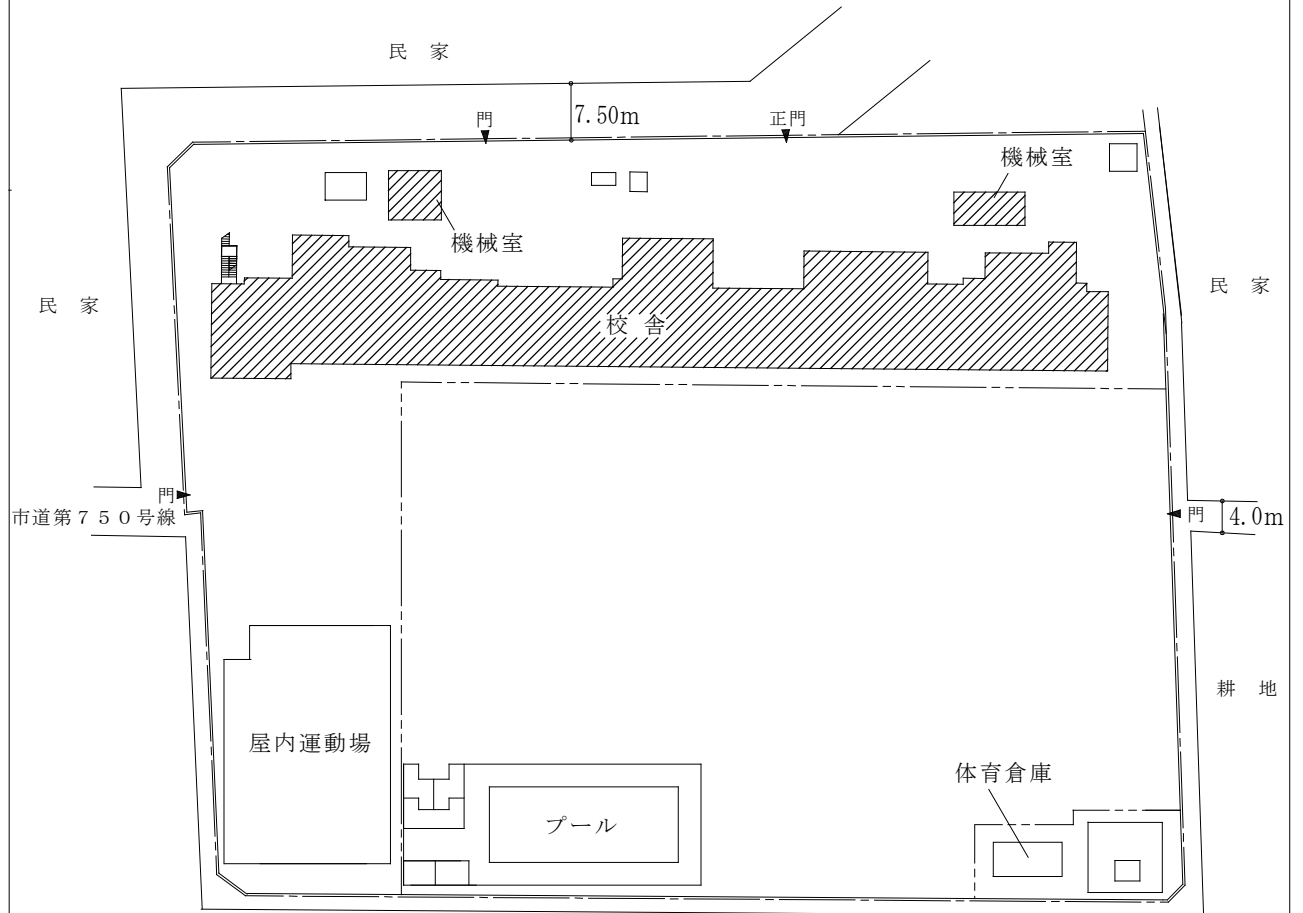 民 家
7.50m
門
正門
機械室
機械室
民 家
民 家
校 舎
門
市道第７５０号線
門
4.0m
耕 地
屋内運動場
体育倉庫
プール